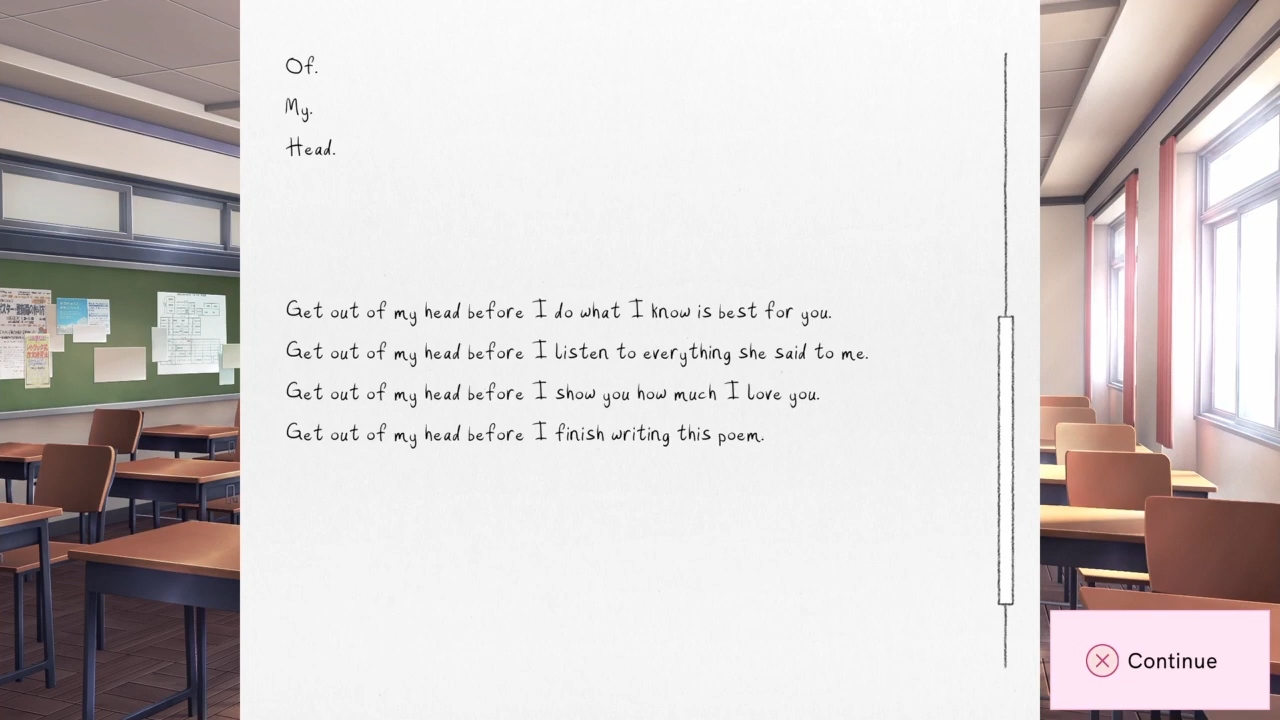 Of.
My.
Head.
Get out of my head before I do what I know is best for you.
Get out of my head before I listen to everything she said to me.
Get out of my head before I show you how much I love you.
Get out of my head before I finish writing this poem.
Continue